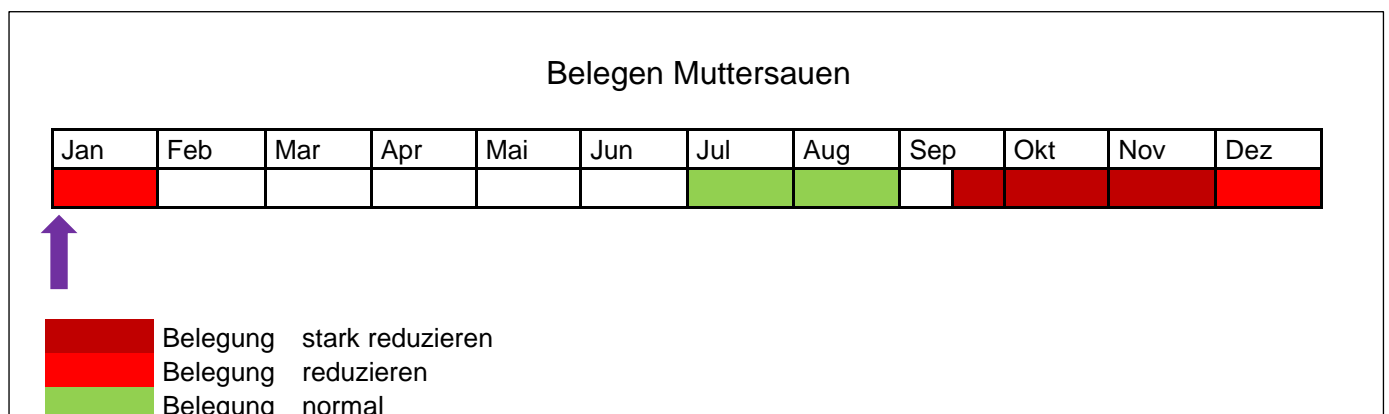 Belegen Muttersauen
Jan Feb Mar Apr Mai Jun Jul Aug Sep Okt Nov Dez
Belegung stark reduzieren
Belegung reduzieren
Belegung normal